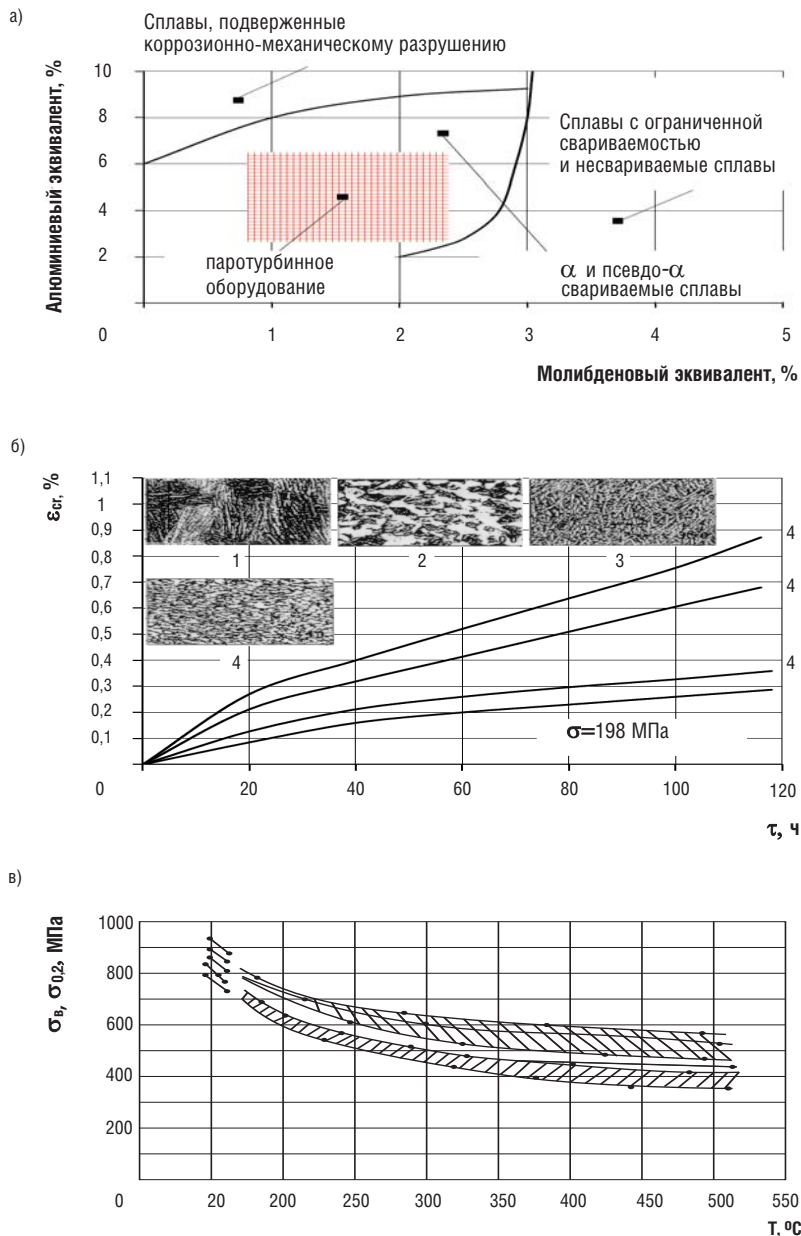 а)
Сплавы, подверженные
коррозионно-механическому разрушению
Алюминиевый эквивалент, %
10
8
6
4
2
0
1
2
3
4
5
Сплавы с ограниченной
свариваемостью
и несвариваемые сплавы
паротурбинное
оборудование
α и псевдо-α
свариваемые сплавы
Молибденовый эквивалент, %
б)
εcr, %
1,1
1
0,9
0,8
0,7
0,6
0,5
0,4
0,3
0,2
0,1
0
20
40
60
80
100
120
1
2
3
4
4
4
4
σ=198 МПа
τ, ч
в)
σв, σ0,2, МПа
1000
800
600
400
200
0
20
200
250
300
350
400
450
500
550
T, ºC